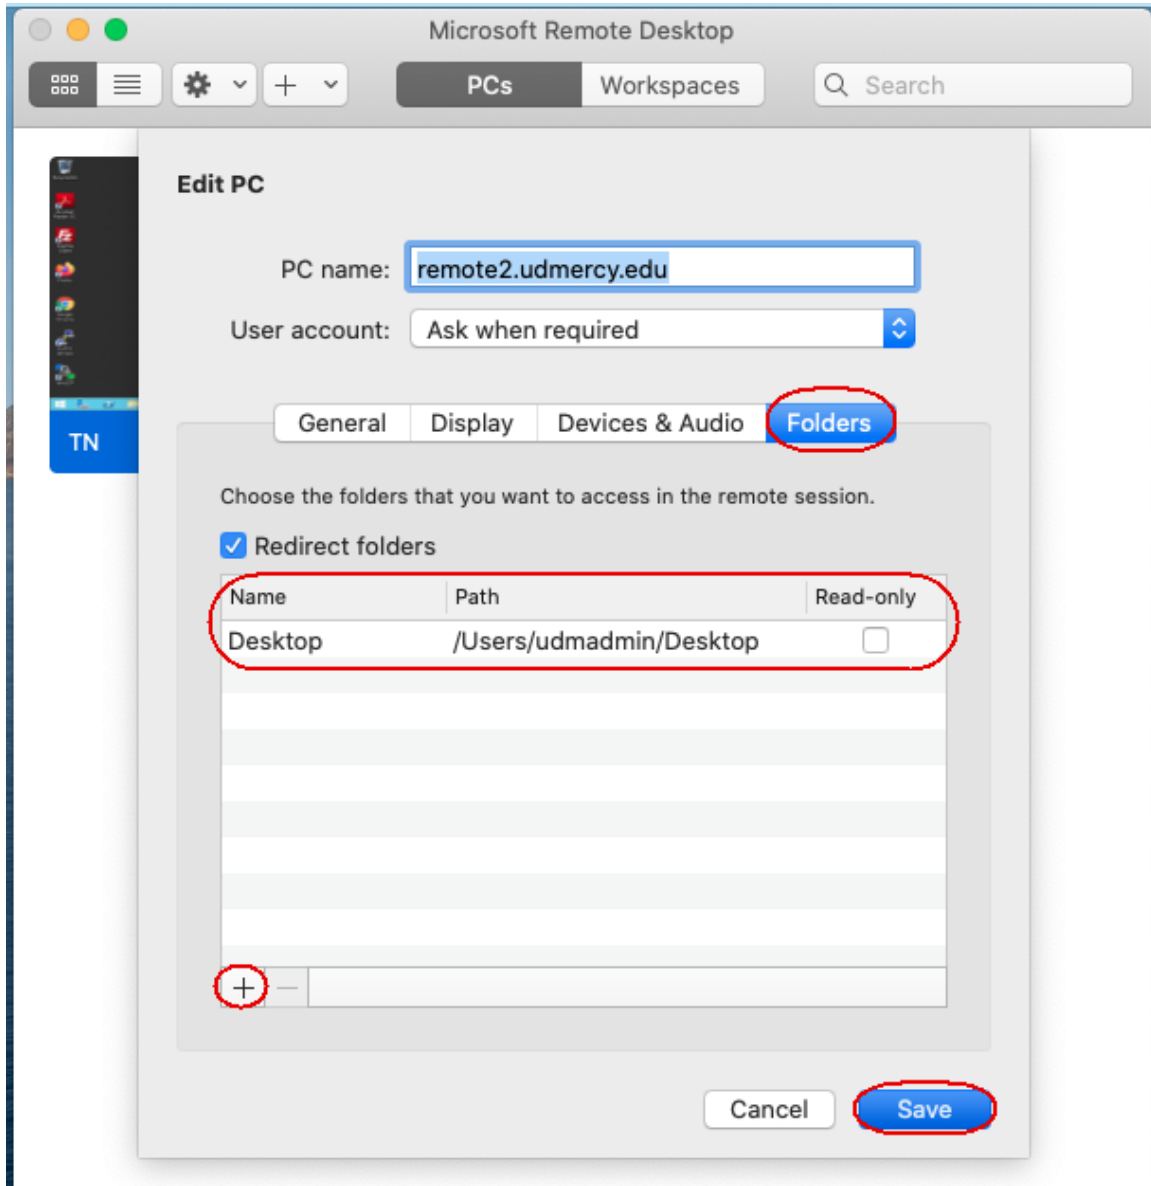 Microsoft Remote Desktop
PCs Workspaces Search
Edit PC
PC name: remote2.udmercy.edu
User account: Ask when required
TN
General Display Devices & Audio Folders
Choose the folders that you want to access in the remote session.
Redirect folders
Name Path Read-only
Desktop /Users/udmadmin/Desktop
Cancel Save